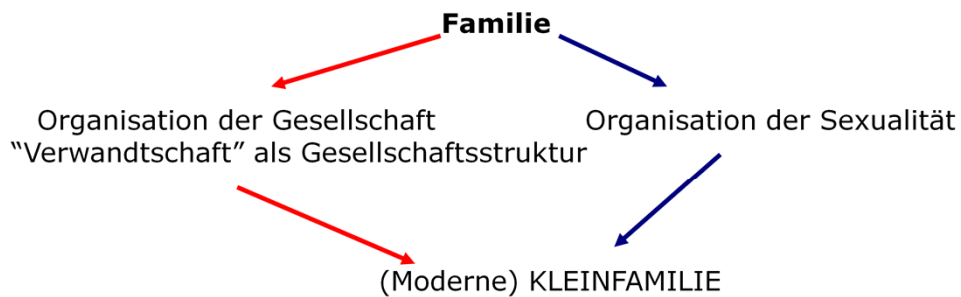 Familie
Organisation der Gesellschaft
“Verwandtschaft” als Gesellschaftsstruktur
Organisation der Sexualität
(Moderne) KLEINFAMILIE